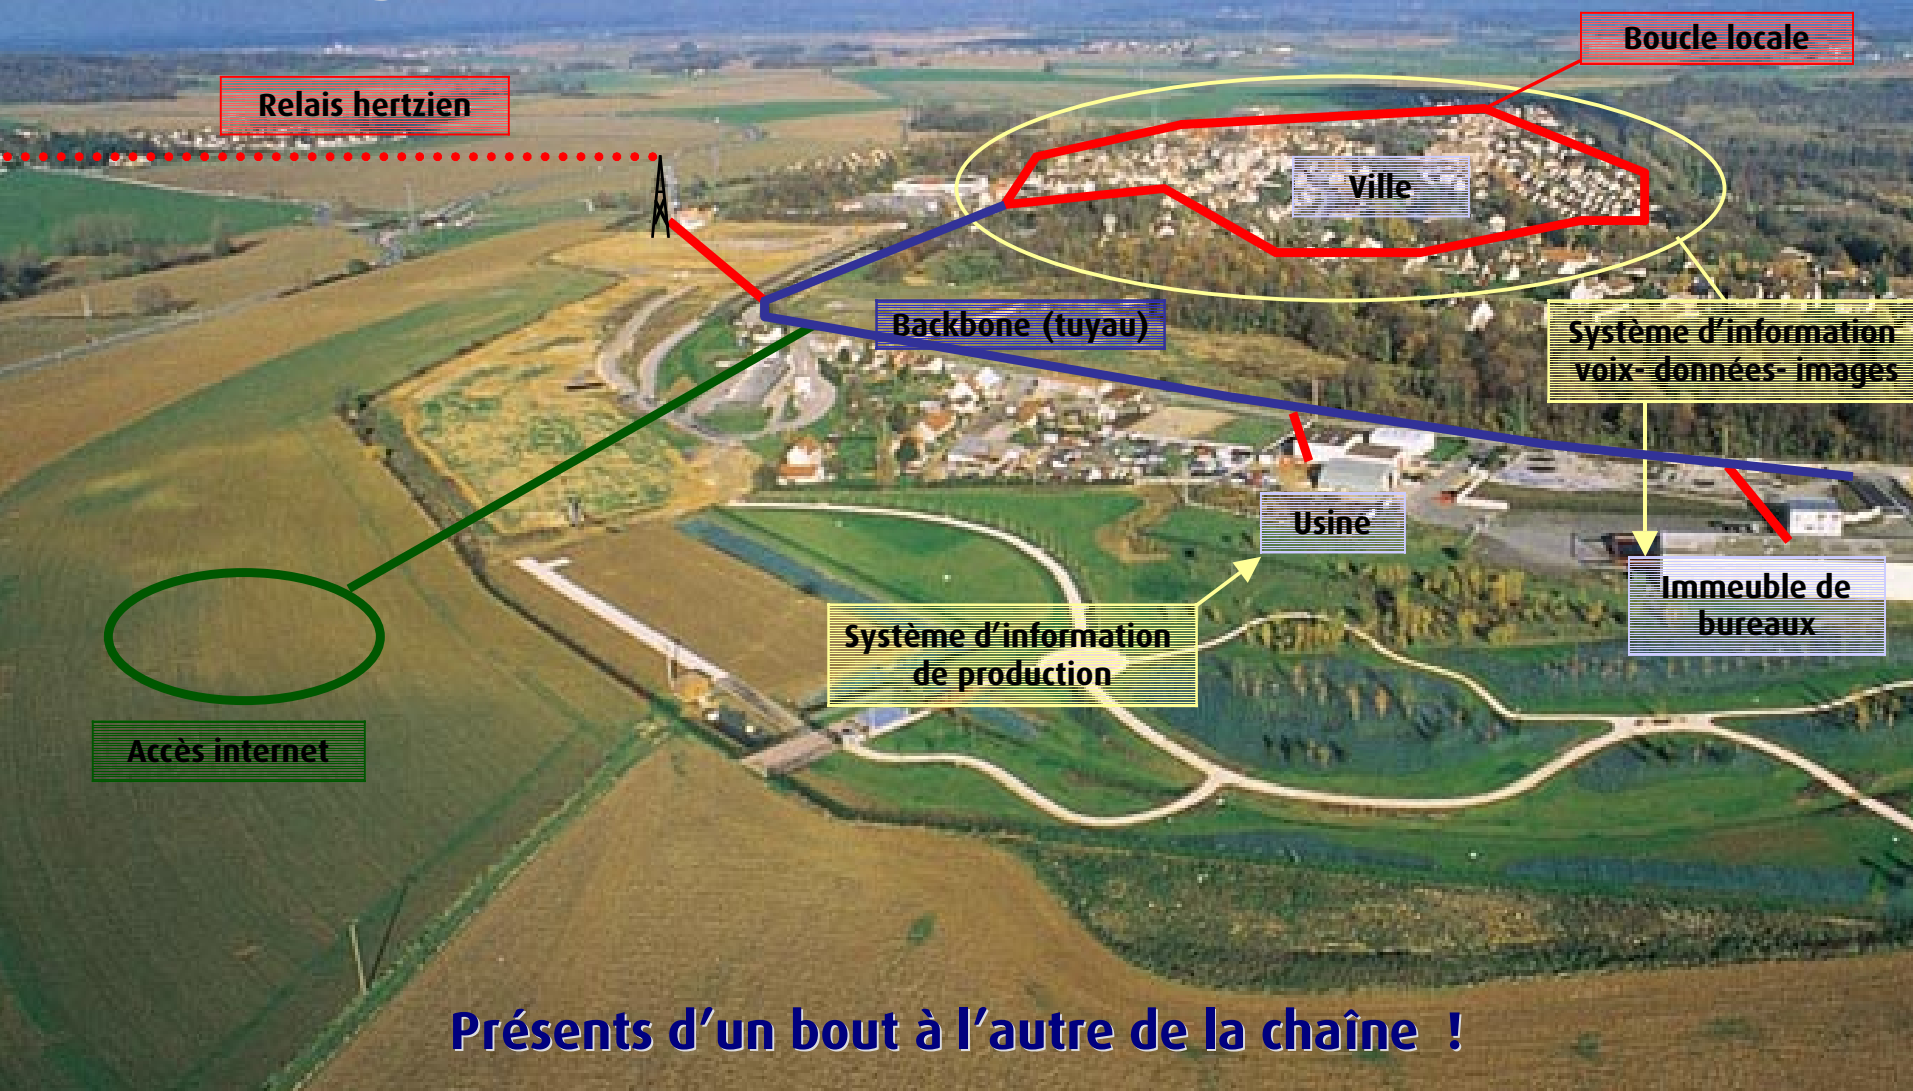 Boucle locale
Relais hertzien
Ville
Backbone (tuyau)
Système d’information
voix- données- images
Usine
Immeuble de
bureaux
Système d’information
de production
Accès internet
Présents d’un bout à l’autre de la chaîne !